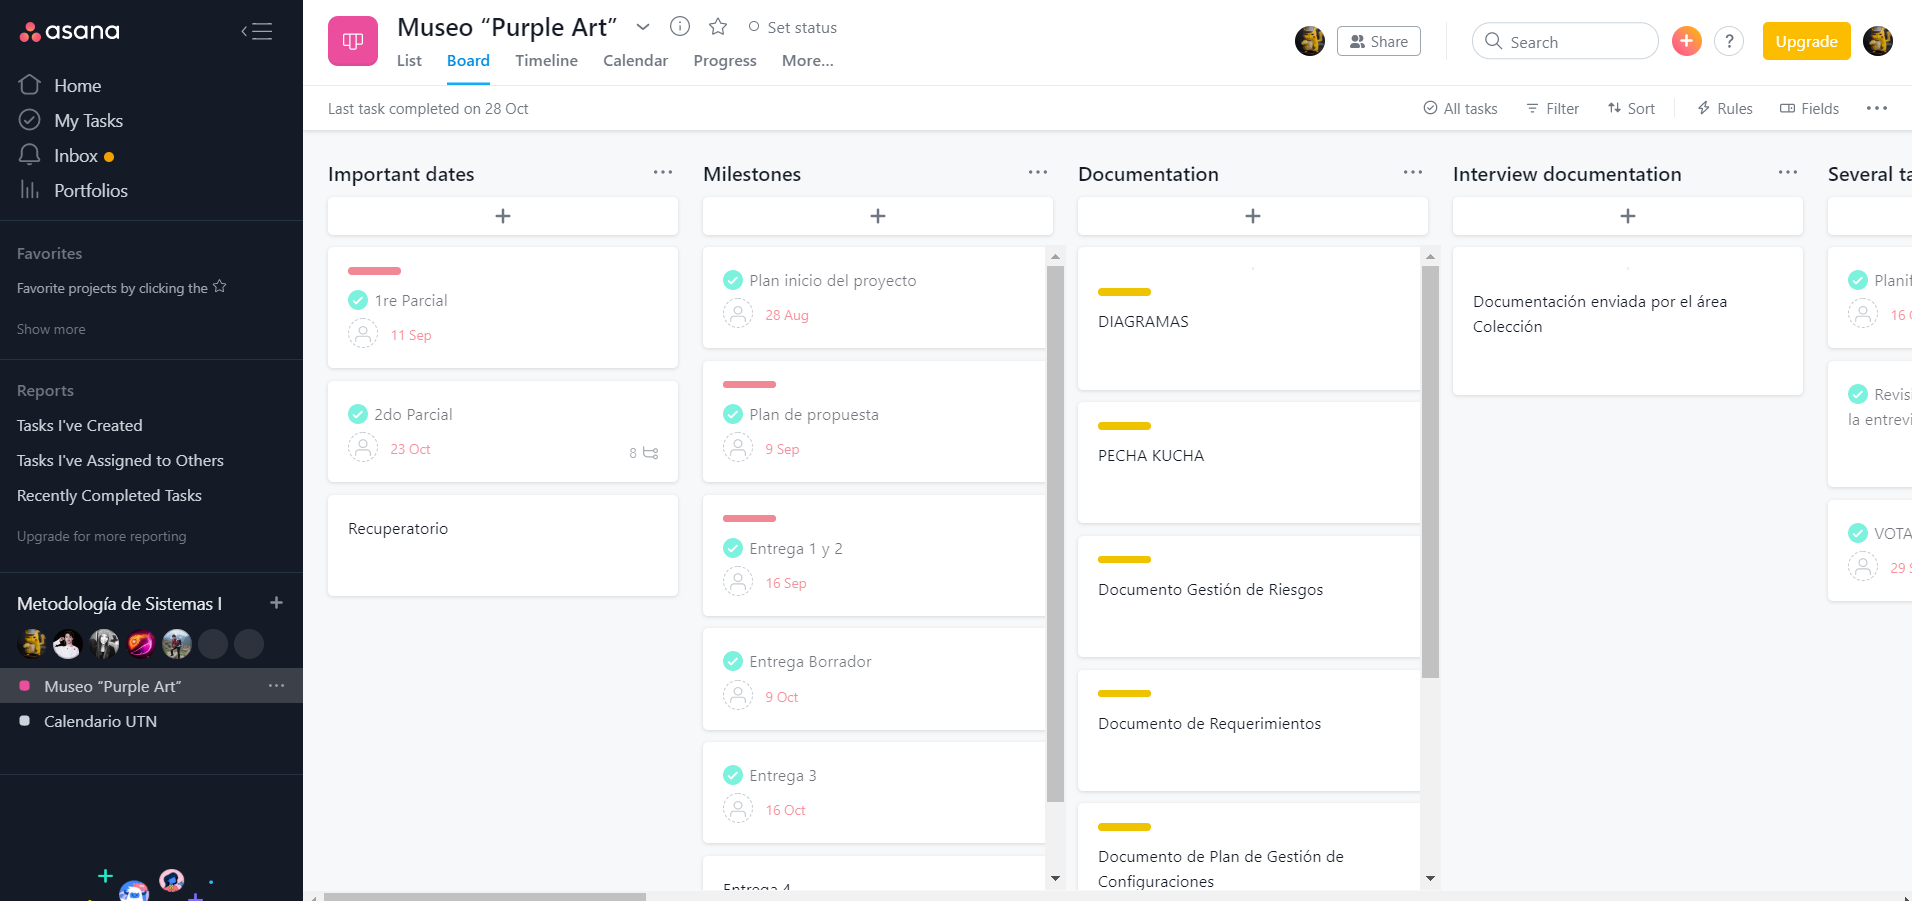 asana
Home
My Tasks
Inbox
Portfolios
Favorites
Favorite projects by clicking the
Show more
Reports
Tasks I've Created
Tasks I've Assigned to Others
Recently Completed Tasks
Upgrade for more reporting
Metodología de Sistemas I
Museo “Purple Art”
Calendario UTN
Museo “Purple Art”
Set status
List Board Timeline Calendar Progress More...
Share
Search
?
Upgrade
Last task completed on 28 Oct
All tasks Filter Sort Rules Fields
Important dates
1re Parcial
11 Sep
2do Parcial
23 Oct
8
Recuperatorio
Milestones
Plan inicio del proyecto
28 Aug
Plan de propuesta
9 Sep
Entrega 1 y 2
16 Sep
Entrega Borrador
9 Oct
Entrega 3
16 Oct
Entrega 4
Documentation
DIAGRAMAS
PECHA KUCHA
Documento Gestión de Riesgos
Documento de Requerimientos
Documento de Plan de Gestión de
Configuraciones
Interview documentation
Documentación enviada por el área
Colección
Several
16
la
VOTA
29